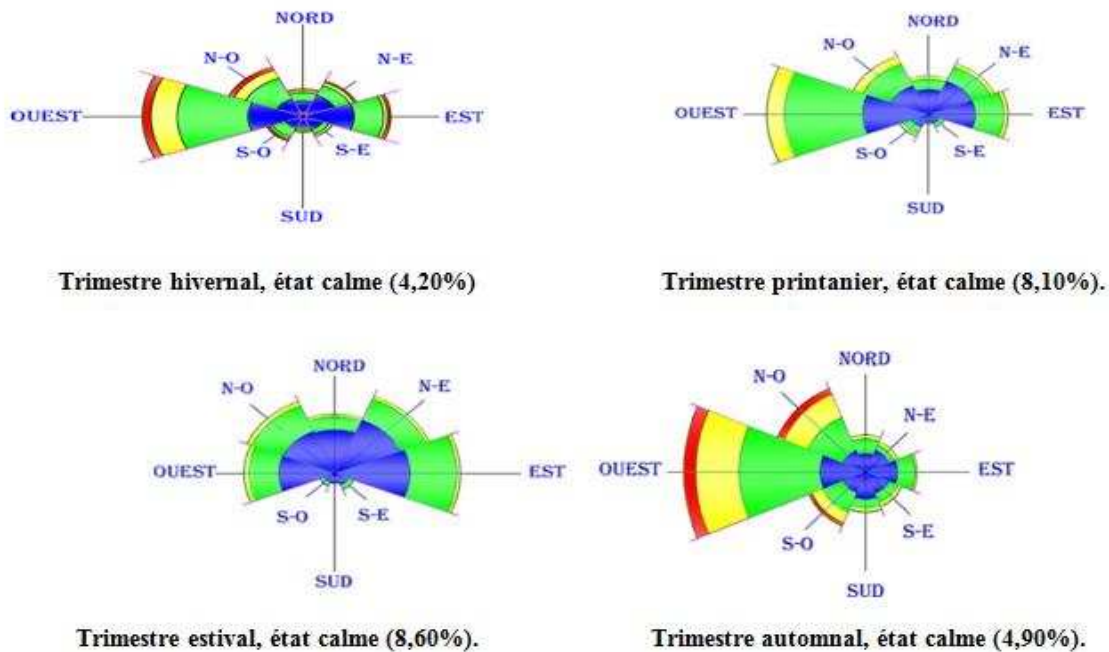 NORD
N-O
N-E
OUEST
EST
S-O
S-E
SUD
Trimestre hivernal, état calme (4,20%)
NORD
N-O
N-E
OUEST
EST
S-O
S-E
SUD
Trimestre printanier, état calme (8,10%).
NORD
N-O
N-E
OUEST
EST
S-O
S-E
SUD
Trimestre estival, état calme (8,60%).
NORD
N-O
N-E
OUEST
EST
S-O
S-E
SUD
Trimestre automnal, état calme (4,90%).